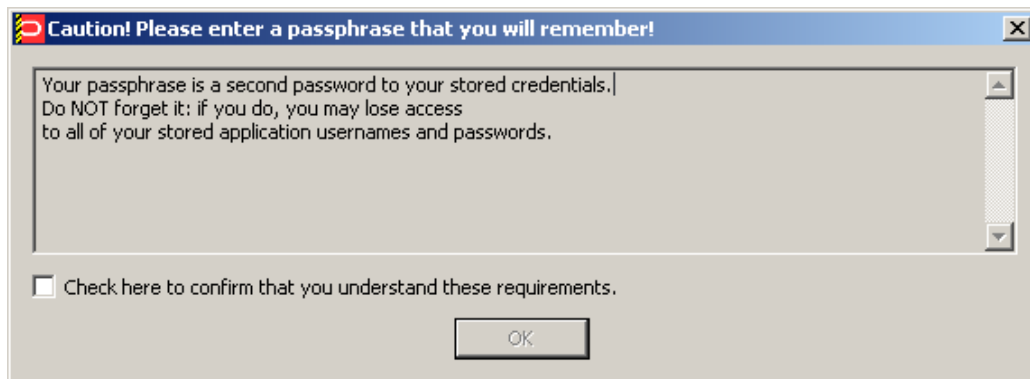 Caution! Please enter a passphrase that you will remember!
Your passphrase is a second password to your stored credentials.
Do NOT forget it: if you do, you may lose access
to all of your stored application usernames and passwords.
Check here to confirm that you understand these requirements.
OK